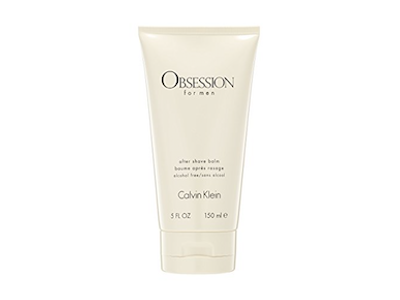 OBSESSION
for men
after shave balm
baume après rasage
alcohol free/sans alcool
Calvin Klein
5 FL OZ 150 ml e